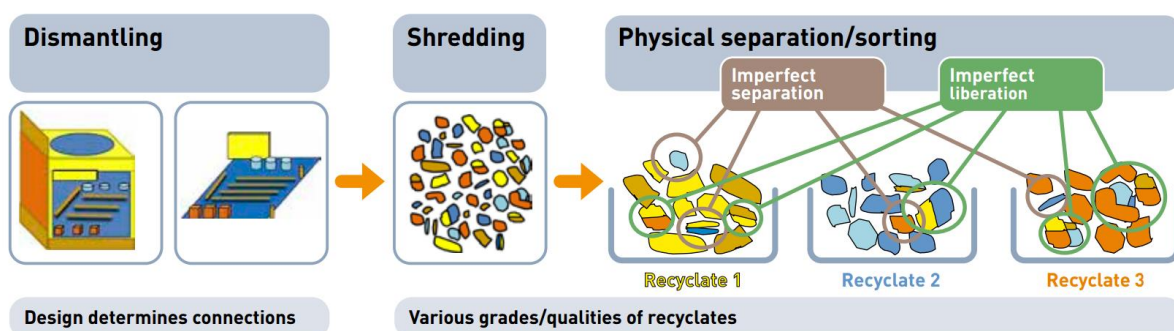 Dismantling
Shredding
Physical separation/sorting
Imperfect
separation
Imperfect
liberation
Recyclate 1
Recyclate 2
Recyclate 3
Design determines connections
Various grades/qualities of recyclates